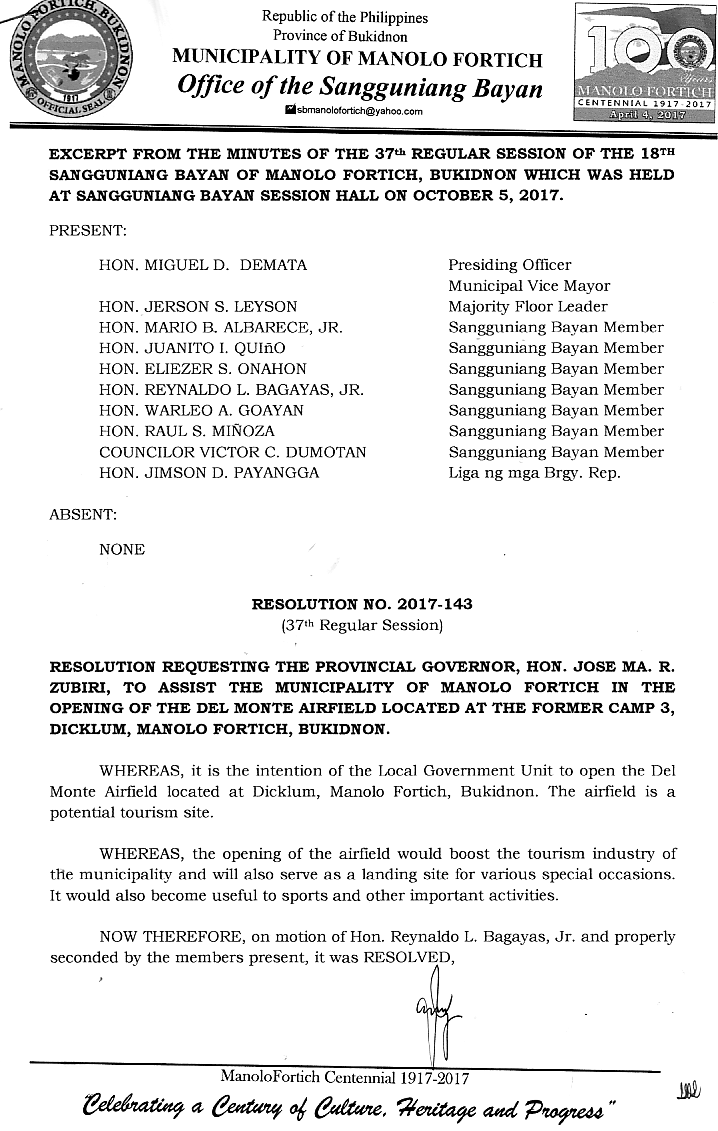 MANOLO FORTICH, BUKIDNON
1917
OFFICIAL SEAL
Republic of the Philippines
Province of Bukidnon
MUNICIPALITY OF MANOLO FORTICH
Office of the Sangguniang Bayan
sbmanolofortich@yahoo.com
100
Years
MANOLO FORTICH
CENTENNIAL 1917-2017
April 4, 2017
EXCERPT FROM THE MINUTES OF THE 37th REGULAR SESSION OF THE 18TH
SANGGUNIANG BAYAN OF MANOLO FORTICH, BUKIDNON WHICH WAS HELD
AT SANGGUNIANG BAYAN SESSION HALL ON OCTOBER 5, 2017.
PRESENT:
HON. MIGUEL D. DEMATA Presiding Officer
Municipal Vice Mayor
HON. JERSON S. LEYSON Majority Floor Leader
HON. MARIO B. ALBARECE, JR. Sangguniang Bayan Member
HON. JUANITO I. QUIñO Sangguniang Bayan Member
HON. ELIEZER S. ONAHON Sangguniang Bayan Member
HON. REYNALDO L. BAGAYAS, JR. Sangguniang Bayan Member
HON. WARLEO A. GOAYAN Sangguniang Bayan Member
HON. RAUL S. MIÑOZA Sangguniang Bayan Member
COUNCILOR VICTOR C. DUMOTAN Sangguniang Bayan Member
HON. JIMSON D. PAYANGGA Liga ng mga Brgy. Rep.
ABSENT:
NONE
RESOLUTION NO. 2017-143
(37th Regular Session)
RESOLUTION REQUESTING THE PROVINCIAL GOVERNOR, HON. JOSE MA. R.
ZUBIRI, TO ASSIST THE MUNICIPALITY OF MANOLO FORTICH IN THE
OPENING OF THE DEL MONTE AIRFIELD LOCATED AT THE FORMER CAMP 3,
DICKLUM, MANOLO FORTICH, BUKIDNON.
WHEREAS, it is the intention of the Local Government Unit to open the Del
Monte Airfield located at Dicklum, Manolo Fortich, Bukidnon. The airfield is a
potential tourism site.
WHEREAS, the opening of the airfield would boost the tourism industry of
the municipality and will also serve as a landing site for various special occasions.
It would also become useful to sports and other important activities.
NOW THEREFORE, on motion of Hon. Reynaldo L. Bagayas, Jr. and properly
seconded by the members present, it was RESOLVED,
ManoloFortich Centennial 1917-2017
"Celebrating a Century of Culture, Heritage and Progress"